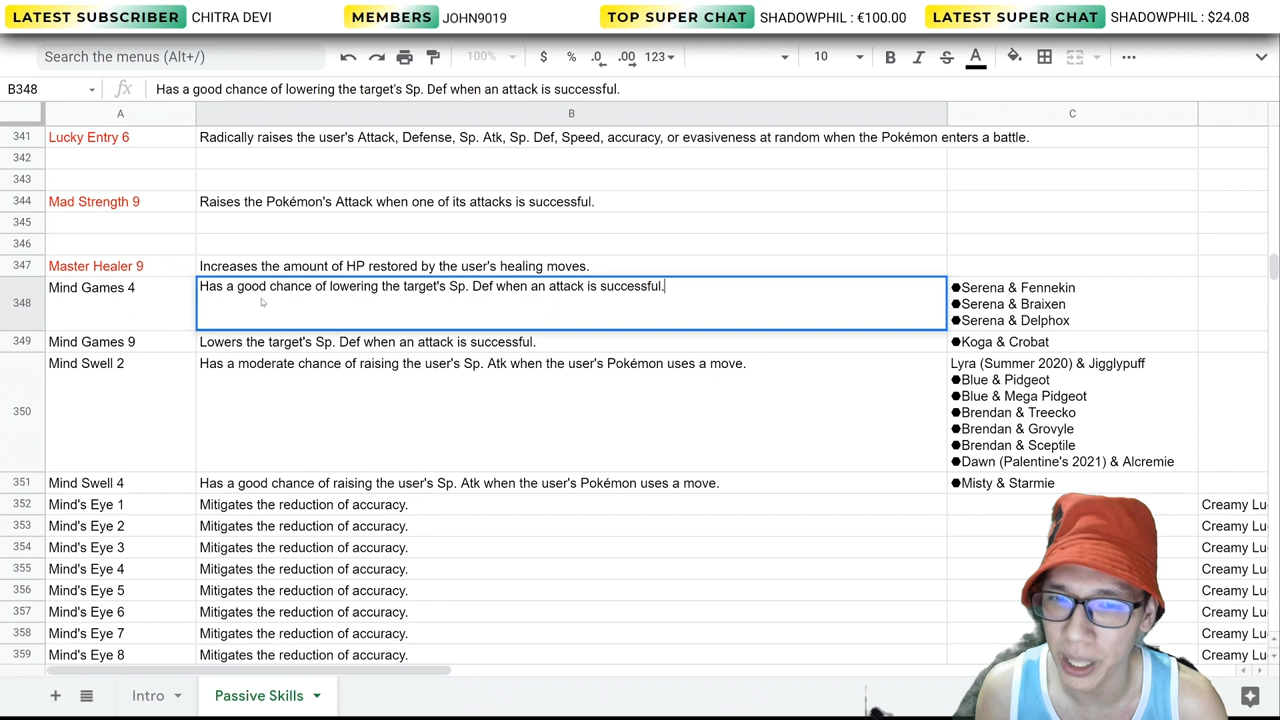 LATEST SUBSCRIBER CHITRA DEVI MEMBERS JOHN9019 TOP SUPER CHAT SHADOWPHIL : €100.00 LATEST SUPER CHAT SHADOWPHIL : $24.08
Search the menus (Alt+/) 100% $ % .0 .00 123 10 B I S A
B348 fx Has a good chance of lowering the target's Sp. Def when an attack is successful.
A B C
341 Lucky Entry 6 Radically raises the user's Attack, Defense, Sp. Atk, Sp. Def, Speed, accuracy, or evasiveness at random when the Pokémon enters a battle.
342
343
344 Mad Strength 9 Raises the Pokémon's Attack when one of its attacks is successful.
345
346
347 Master Healer 9 Increases the amount of HP restored by the user's healing moves.
348 Mind Games 4 Has a good chance of lowering the target's Sp. Def when an attack is successful. ⬣Serena & Fennekin
⬣Serena & Braixen
⬣Serena & Delphox
349 Mind Games 9 Lowers the target's Sp. Def when an attack is successful. ⬣Koga & Crobat
350 Mind Swell 2 Has a moderate chance of raising the user's Sp. Atk when the user's Pokémon uses a move. Lyra (Summer 2020) & Jigglypuff
⬣Blue & Pidgeot
⬣Blue & Mega Pidgeot
⬣Brendan & Treecko
⬣Brendan & Grovyle
⬣Brendan & Sceptile
⬣Dawn (Palentine's 2021) & Alcremie
351 Mind Swell 4 Has a good chance of raising the user's Sp. Atk when the user's Pokémon uses a move. ⬣Misty & Starmie
352 Mind's Eye 1 Mitigates the reduction of accuracy. Creamy Lu
353 Mind's Eye 2 Mitigates the reduction of accuracy. Creamy Lu
354 Mind's Eye 3 Mitigates the reduction of accuracy. Creamy Lu
355 Mind's Eye 4 Mitigates the reduction of accuracy. Creamy Lu
356 Mind's Eye 5 Mitigates the reduction of accuracy. Creamy Lu
357 Mind's Eye 6 Mitigates the reduction of accuracy. Creamy Lu
358 Mind's Eye 7 Mitigates the reduction of accuracy. Creamy Lu
359 Mind's Eye 8 Mitigates the reduction of accuracy. Creamy Lu
Intro Passive Skills